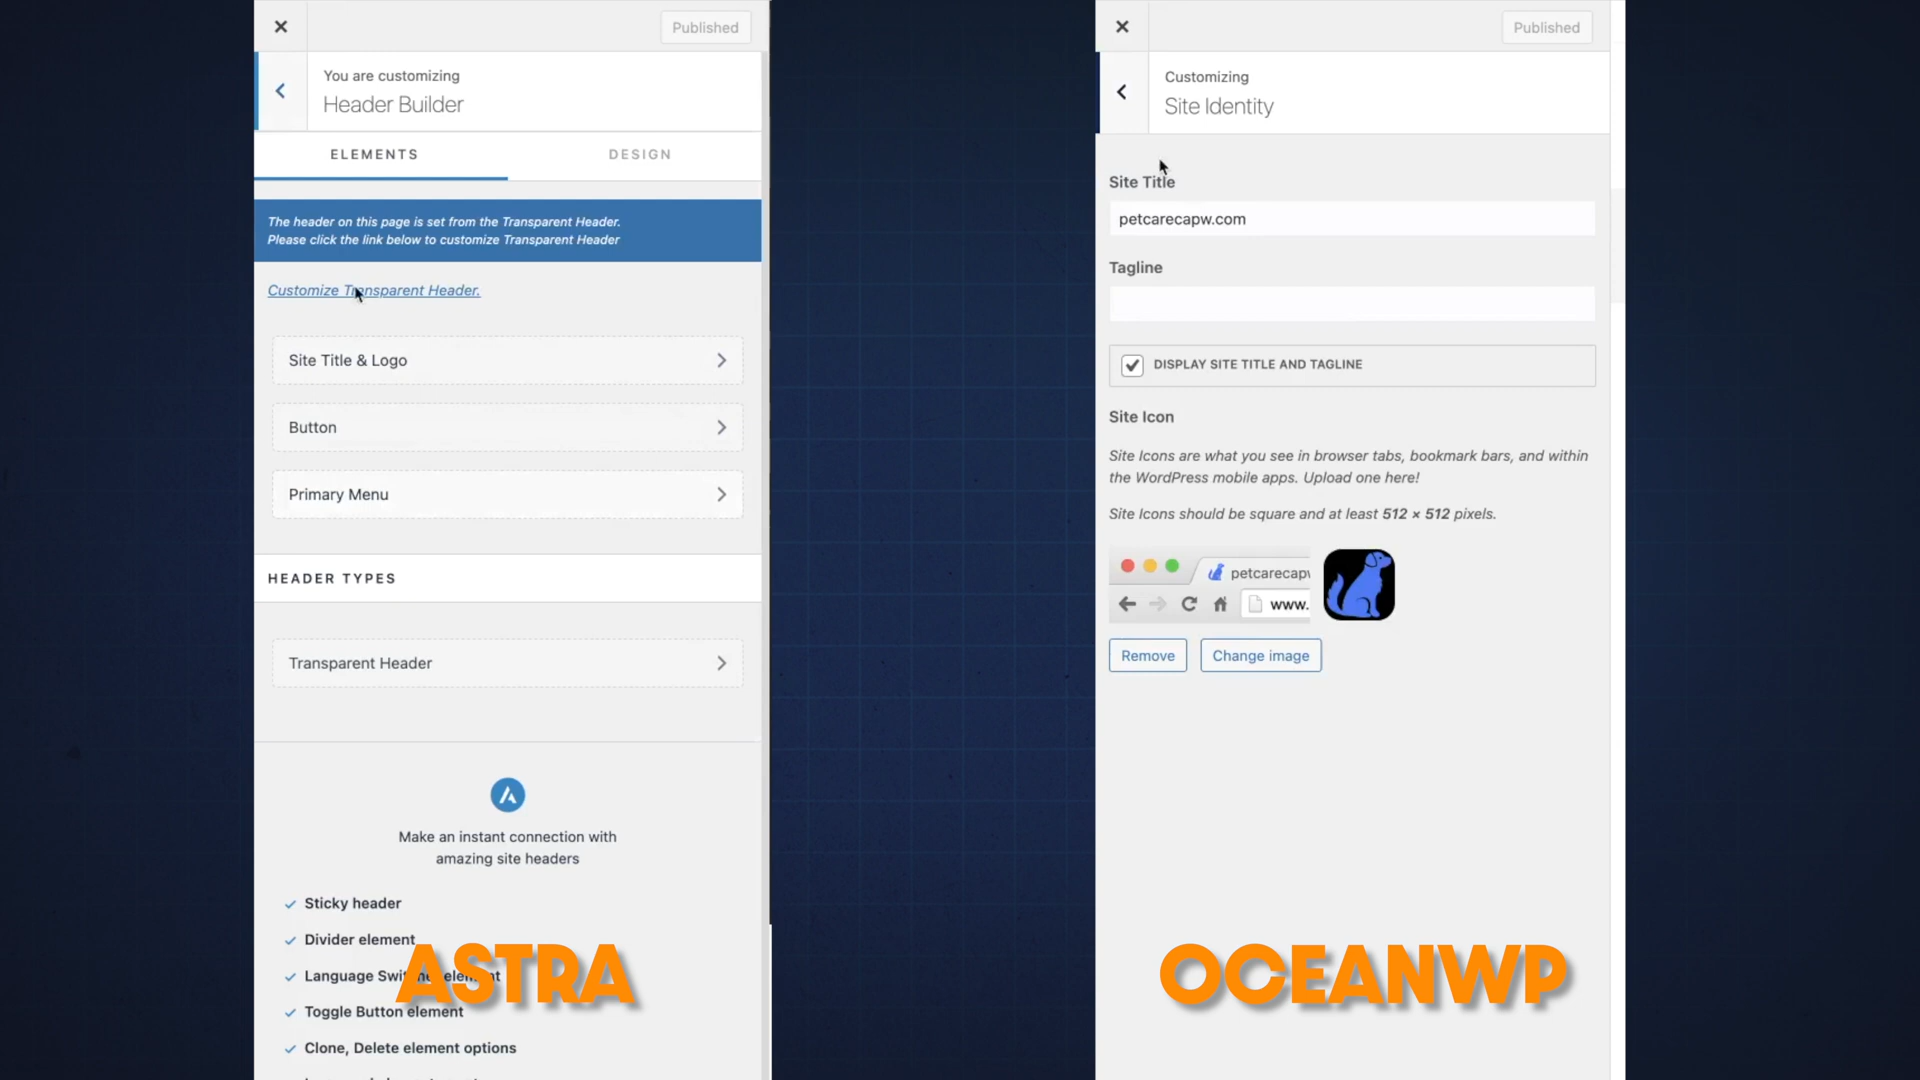 Published
You are customizing
Header Builder
ELEMENTS
DESIGN
The header on this page is set from the Transparent Header.
Please click the link below to customize Transparent Header
Customize Transparent Header.
Site Title & Logo
Button
Primary Menu
HEADER TYPES
Transparent Header
Make an instant connection with
amazing site headers
Sticky header
Divider element
Language Switcher element
Toggle Button element
Clone, Delete element options
ASTRA
Published
Customizing
Site Identity
Site Title
petcarecapw.com
Tagline
DISPLAY SITE TITLE AND TAGLINE
Site Icon
Site Icons are what you see in browser tabs, bookmark bars, and within
the WordPress mobile apps. Upload one here!
Site Icons should be square and at least 512 × 512 pixels.
petcarecapw
www.
Remove
Change image
OCEANWP